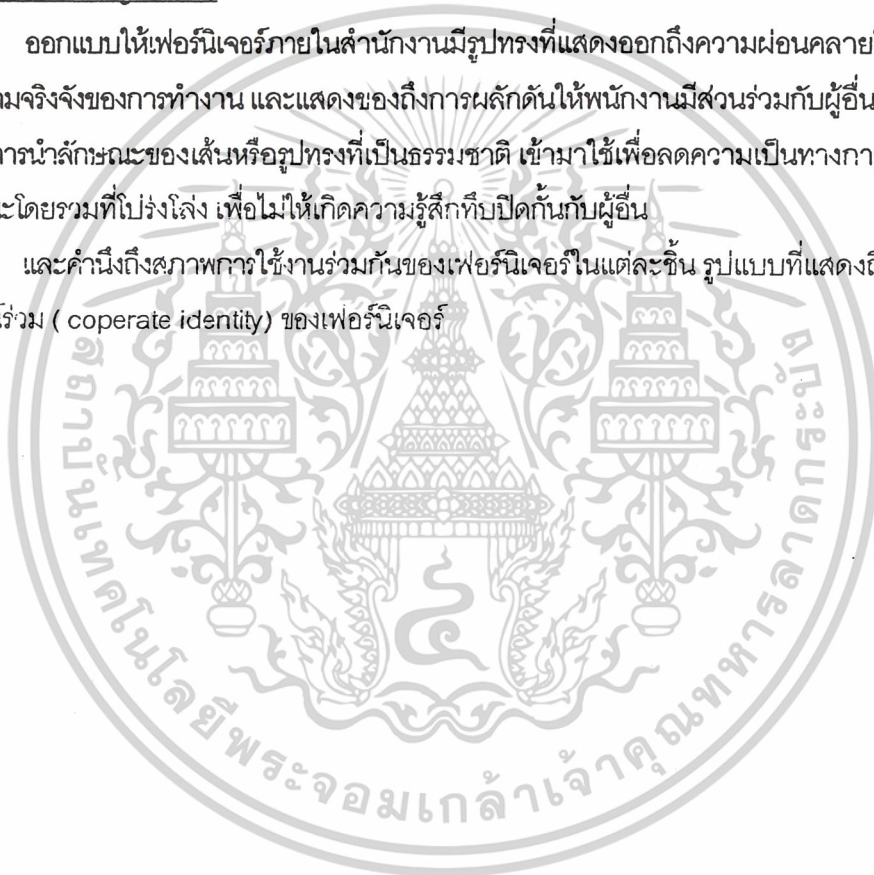 ออกแบบให้เฟอร์นิเจอร์ภายในสำนักงานมีรูปทรงที่แสดงออกถึงความผ่อนคลาย
ามจริงจังของการทำงาน และแสดงของถึงการผลักดันให้พนักงานมีส่วนร่วมกับผู้อื่น
ารนำลักษณะของเส้นหรือรูปทรงที่เป็นธรรมชาติ เข้ามาใช้เพื่อลดความเป็นทางกา
ะโดยรวมที่โปร่งโล่ง เพื่อไม่ให้เกิดความรู้สึกทึบปิดกั้นกับผู้อื่น
และคำนึงถึงสภาพการใช้งานร่วมกันของเฟอร์นิเจอร์ในแต่ละชิ้น รูปแบบที่แสดงถึ
ร่วม ( coperate identity) ของเฟอร์นิเจอร์
สถาบันเทคโนโลยีพระจอมเกล้าเจ้าคุณทหารลาดกระบัง